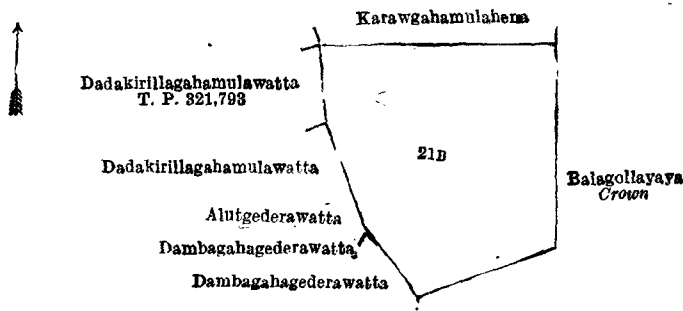 Karawgahamulahena
Dadakirillagahamulawatta
T. P. 321,793
Dadakirillagahamulawatta
21B
Balagollayaya
Crown
Alutgederawatta
Dambagahagederawatta
Dambagahagederawatta